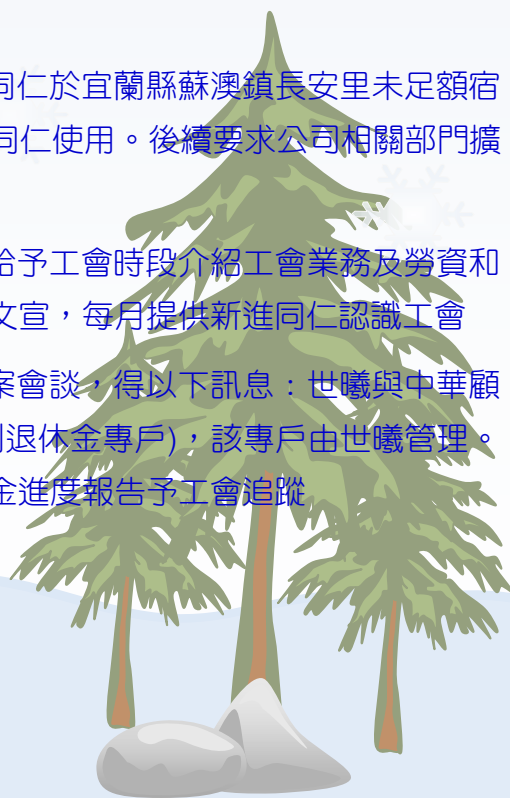 同仁於宜蘭縣蘇澳鎮長安里未足額宿
同仁使用。後續要求公司相關部門擴
給予工會時段介紹工會業務及勞資和
文宣，每月提供新進同仁認識工會
案會談，得以下訊息：世曦與中華顧
退休金專戶)，該專戶由世曦管理。
金進度報告予工會追蹤